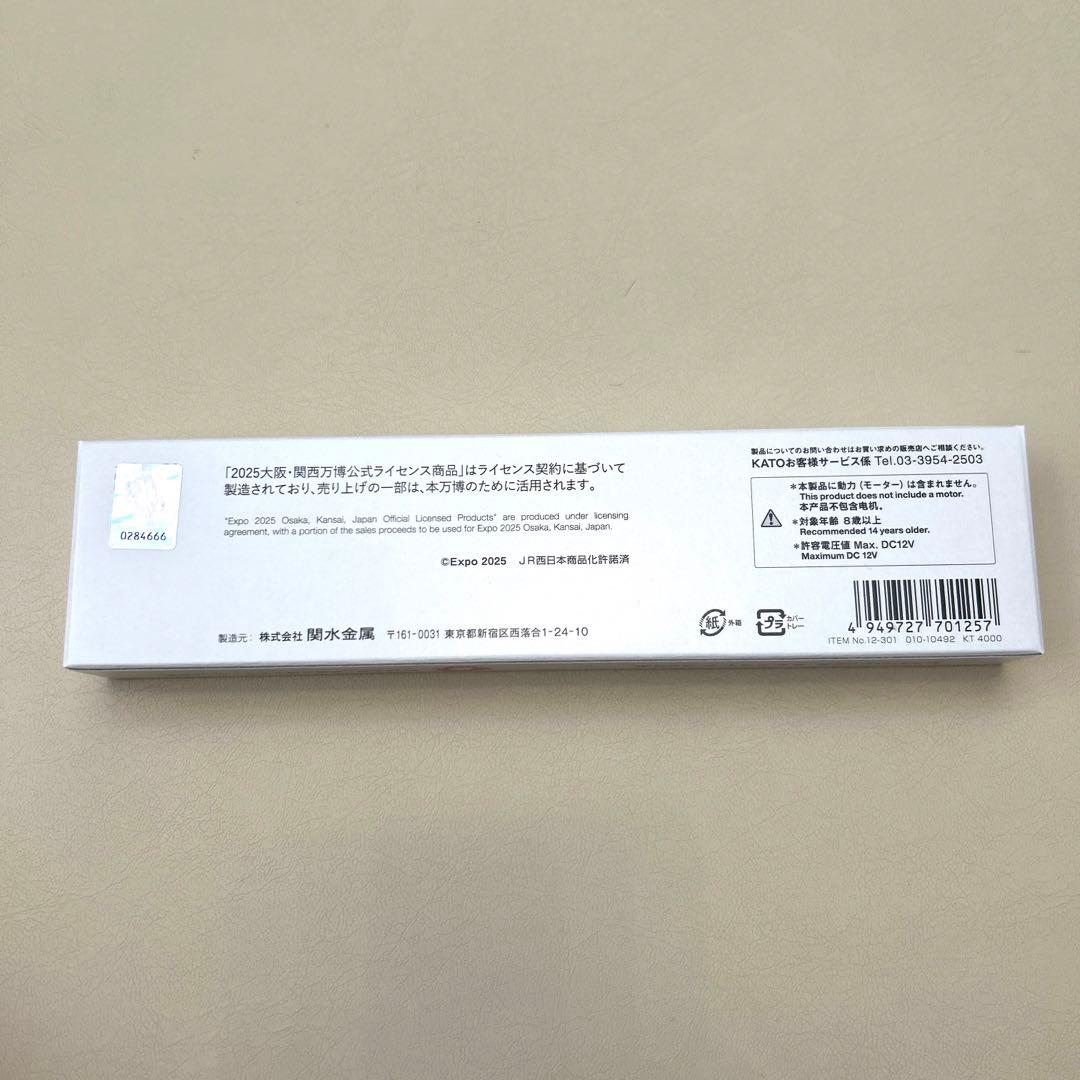 「2025大阪・関西万博公式ライセンス商品」はライセンス契約に基づいて
製造されており、売り上げの一部は、本万博のために活用されます。
"Expo 2025 Osaka, Kansai, Japan Official Licensed Products" are produced under licensing
agreement, with a portion of the sales proceeds to be used for Expo 2025 Osaka, Kansai, Japan.
©Expo 2025 JR西日本商品化許諾済
0284666
製造元: 株式会社 関水金属 〒161-0031 東京都新宿区西落合1-24-10
製品についてのお問い合わせはお買い求めの販売店へご相談ください。
KATOお客様サービス係 Tel.03-3954-2503
*本製品に動力(モーター)は含まれません。
This product does not include a motor.
本产品不包含电机。
*対象年齢 8歳以上
Recommended 14 years older.
*許容電圧値 Max. DC12V
Maximum DC 12V
紙 外箱
プラ カバー
トレー
4 949727 701257
ITEM No.12-301 010-10492 KT 4000